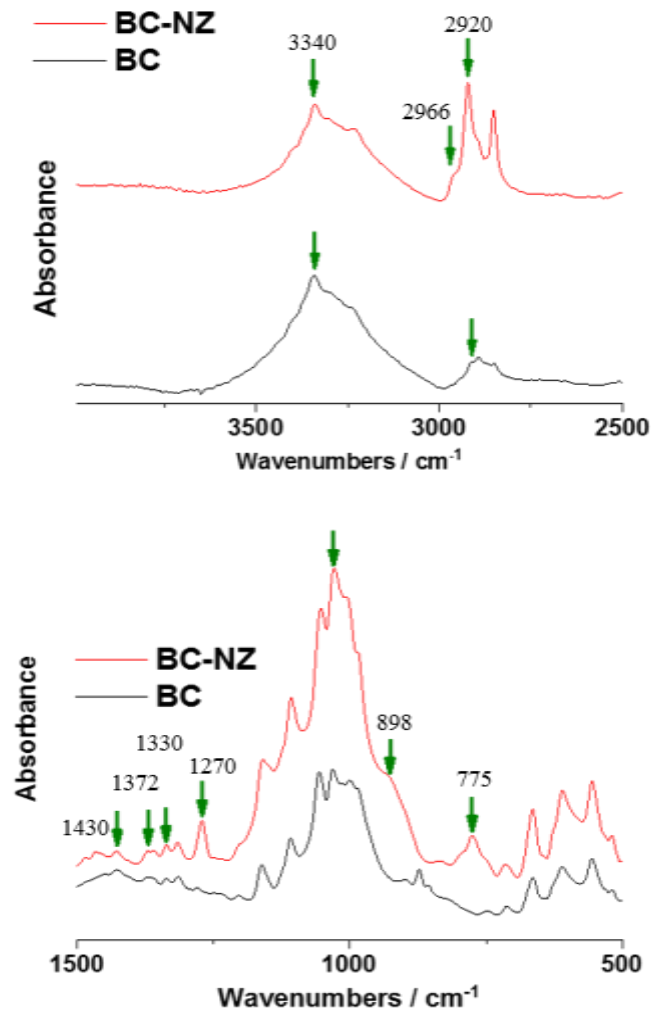 BC-NZ
BC
3340
2920
2966
Absorbance
3500
3000
2500
Wavenumbers / cm-1
BC-NZ
BC
1330
1372
1270
1430
898
775
Absorbance
1500
1000
500
Wavenumbers / cm-1